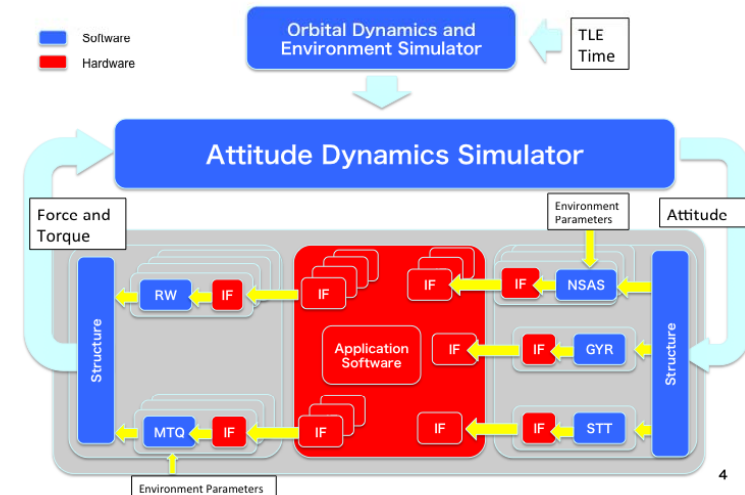 Software
Hardware
Orbital Dynamics and
Environment Simulator
TLE
Time
Attitude Dynamics Simulator
Force and
Torque
Environment
Parameters
Attitude
Structure
RW
IF
IF
IF
IF
NSAS
Structure
Application
Software
IF
IF
GYR
MTQ
IF
IF
IF
IF
STT
Environment Parameters
4